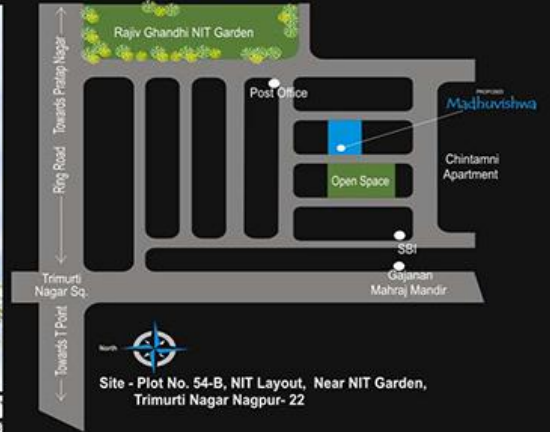 Rajiv Ghandhi NIT Garden
Towards Pratap Nagar
Ring Road
Post Office
PROPOSED
Madhuvishwa
Chintamni
Apartment
Open Space
SBI
Gajanan
Mahraj Mandir
Trimurti
Nagar Sq.
Towards T Point
North
Site - Plot No. 54-B, NIT Layout, Near NIT Garden,
Trimurti Nagar Nagpur- 22